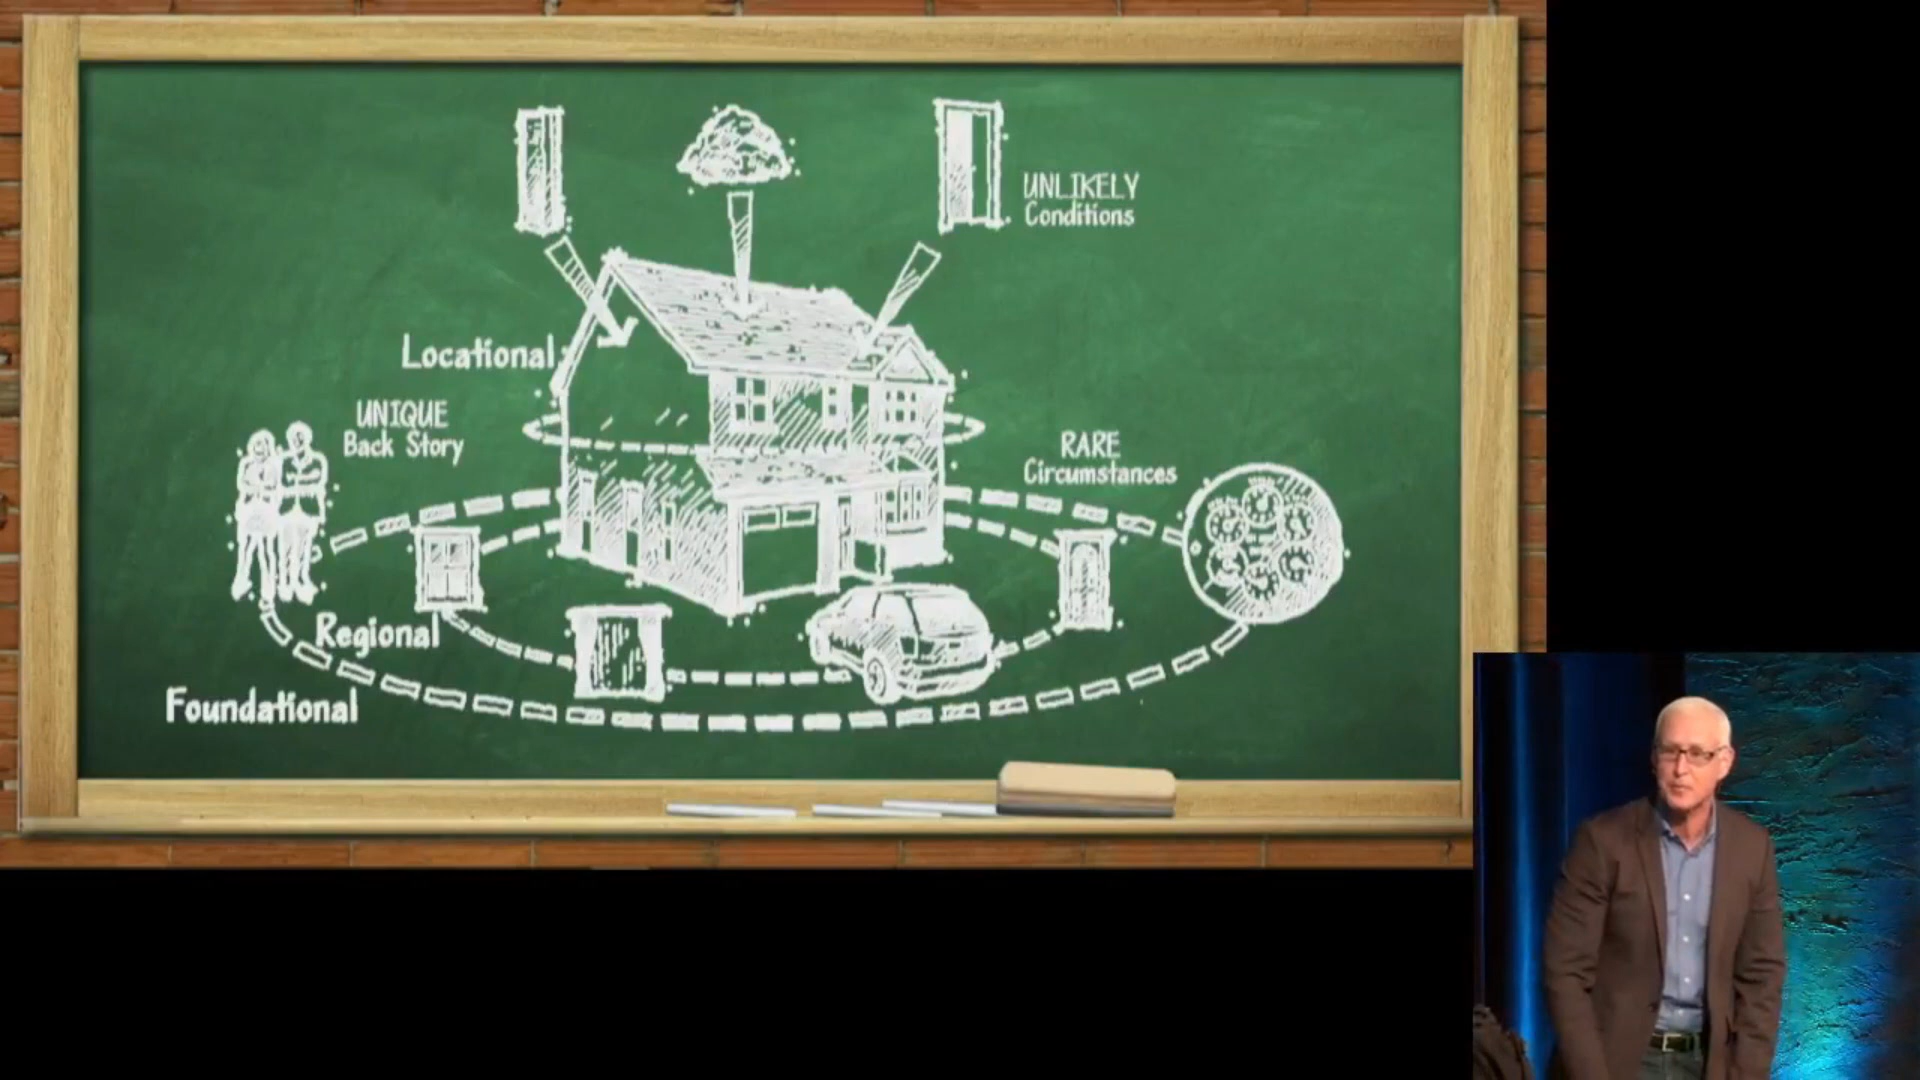 UNLIKELY
Conditions
Locational
UNIQUE
Back Story
RARE
Circumstances
Regional
Foundational